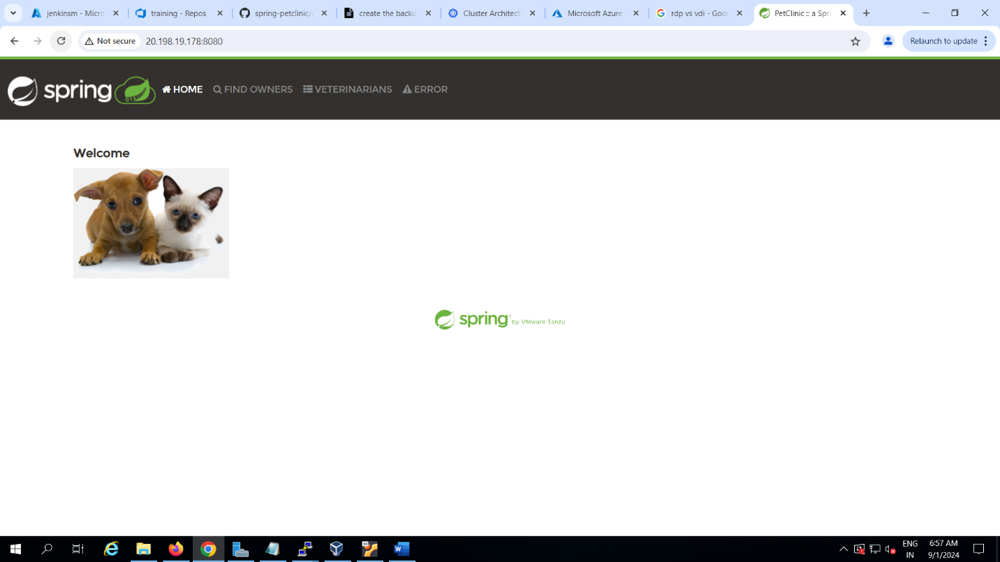 jenkinsm - Micro
training - Repos
spring-petclinic/
create the backu
Cluster Architect
Microsoft Azure
rdp vs vdi - Goo
PetClinic :: a Spri
Not secure
20.198.19.178:8080
Relaunch to update
spring
HOME
FIND OWNERS
VETERINARIANS
ERROR
Welcome
spring by VMware Tanzu
ENG
IN
6:57 AM
9/1/2024